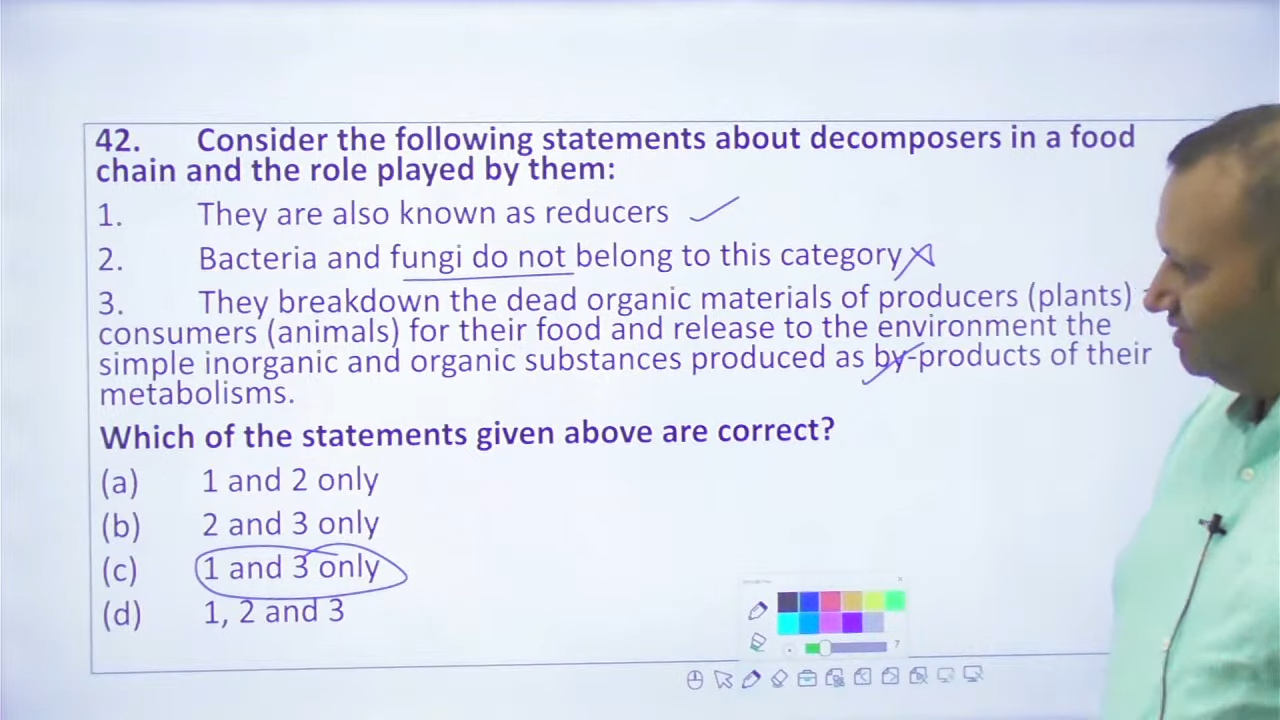 42. Consider the following statements about decomposers in a food
chain and the role played by them:
1. They are also known as reducers
2. Bacteria and fungi do not belong to this category
3. They breakdown the dead organic materials of producers (plants)
consumers (animals) for their food and release to the environment the
simple inorganic and organic substances produced as by-products of their
metabolisms.
Which of the statements given above are correct?
(a) 1 and 2 only
(b) 2 and 3 only
(c) 1 and 3 only
(d) 1, 2 and 3
7